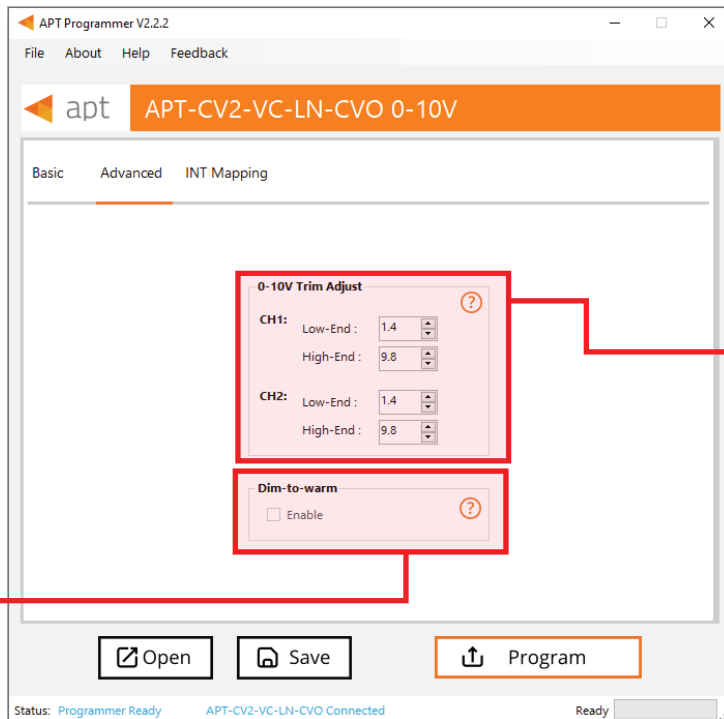 APT Programmer V2.2.2
File About Help Feedback
apt APT-CV2-VC-LN-CVO 0-10V
Basic Advanced INT Mapping
0-10V Trim Adjust
?
CH1:
Low-End : 1.4
High-End : 9.8
CH2:
Low-End : 1.4
High-End : 9.8
Dim-to-warm
?
Enable
Open Save Program
Status: Programmer Ready APT-CV2-VC-LN-CVO Connected Ready